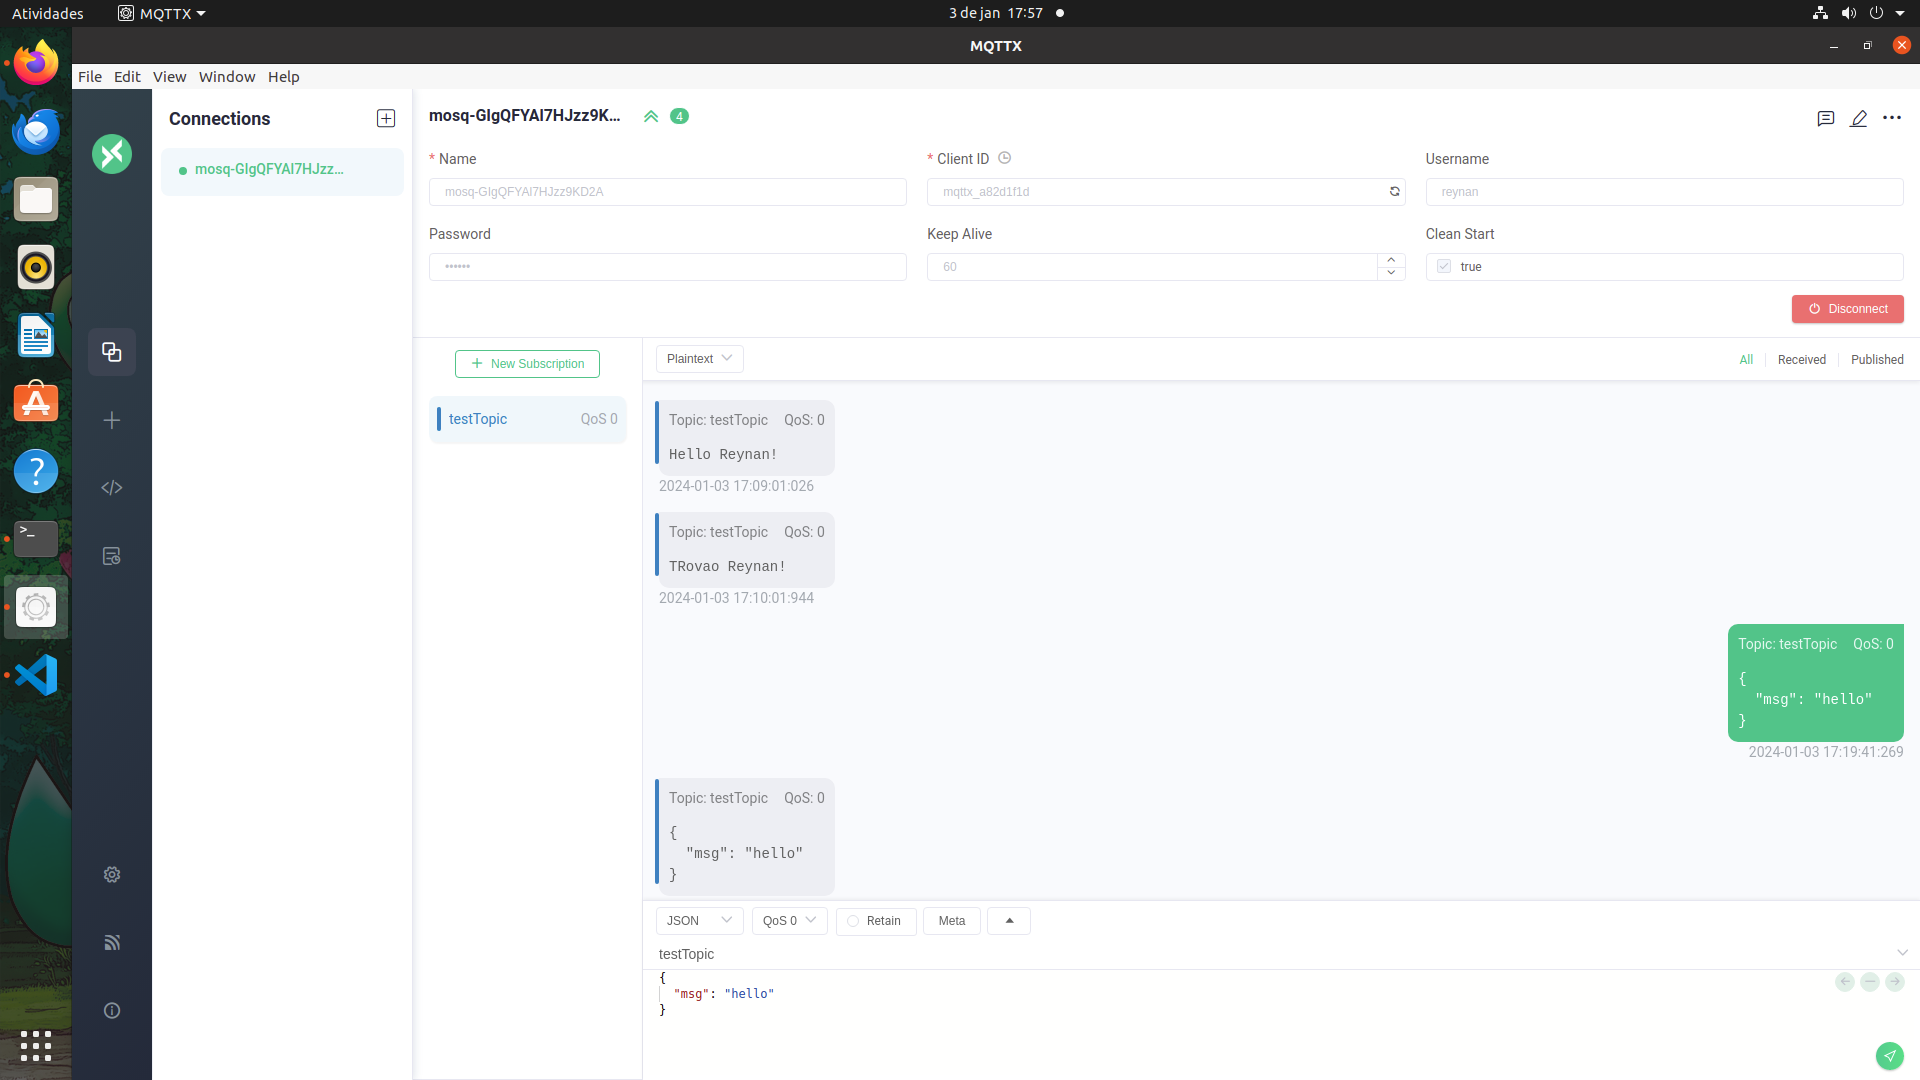 Atividades
MQTTX
3 de jan 17:57
MQTTX
File Edit View Window Help
Connections
mosq-GIgQFYAl7HJzz...
mosq-GIgQFYAl7HJzz9K...
4
* Name
mosq-GIgQFYAl7HJzz9KD2A
* Client ID
mqttx_a82d1f1d
Username
reynan
Password
••••••
Keep Alive
60
Clean Start
true
Disconnect
New Subscription
testTopic QoS 0
Plaintext
All
Received
Published
Topic: testTopic QoS: 0
Hello Reynan!
2024-01-03 17:09:01:026
Topic: testTopic QoS: 0
TRovao Reynan!
2024-01-03 17:10:01:944
Topic: testTopic QoS: 0
{
"msg": "hello"
}
2024-01-03 17:19:41:269
Topic: testTopic QoS: 0
{
"msg": "hello"
}
JSON
QoS 0
Retain
Meta
testTopic
{
"msg": "hello"
}